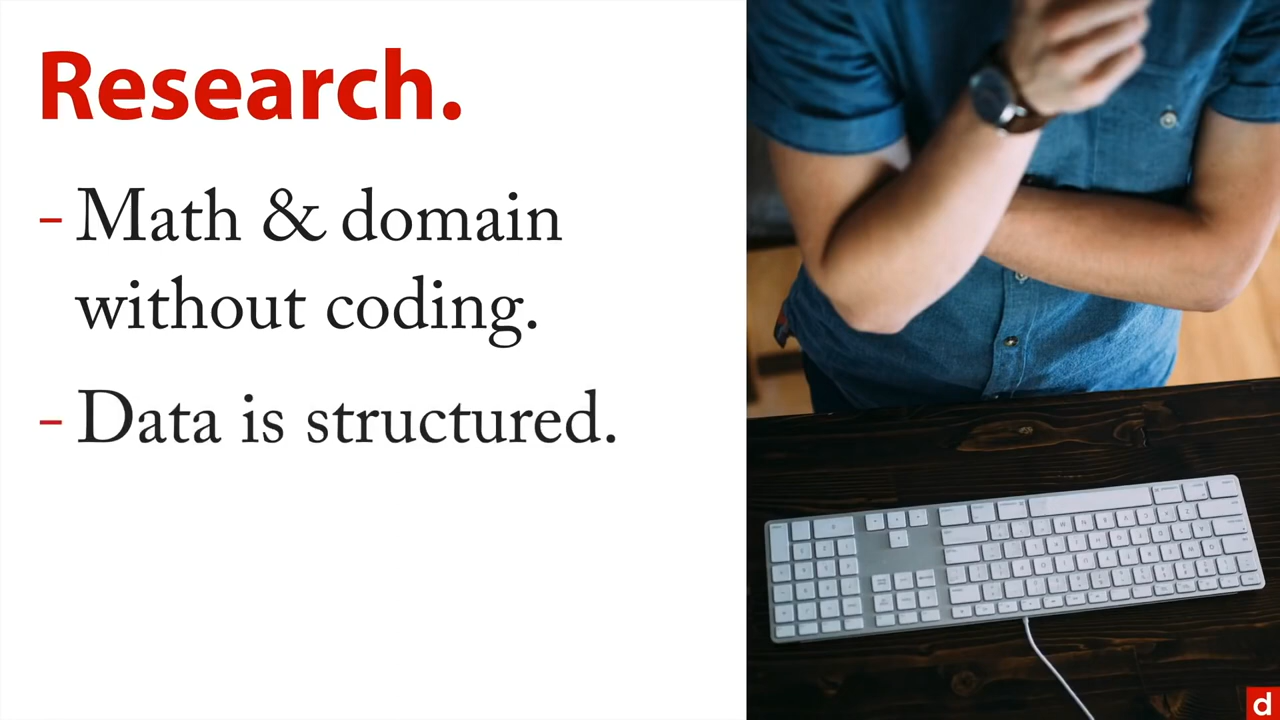 Research.
- Math & domain
without coding.
- Data is structured.
d